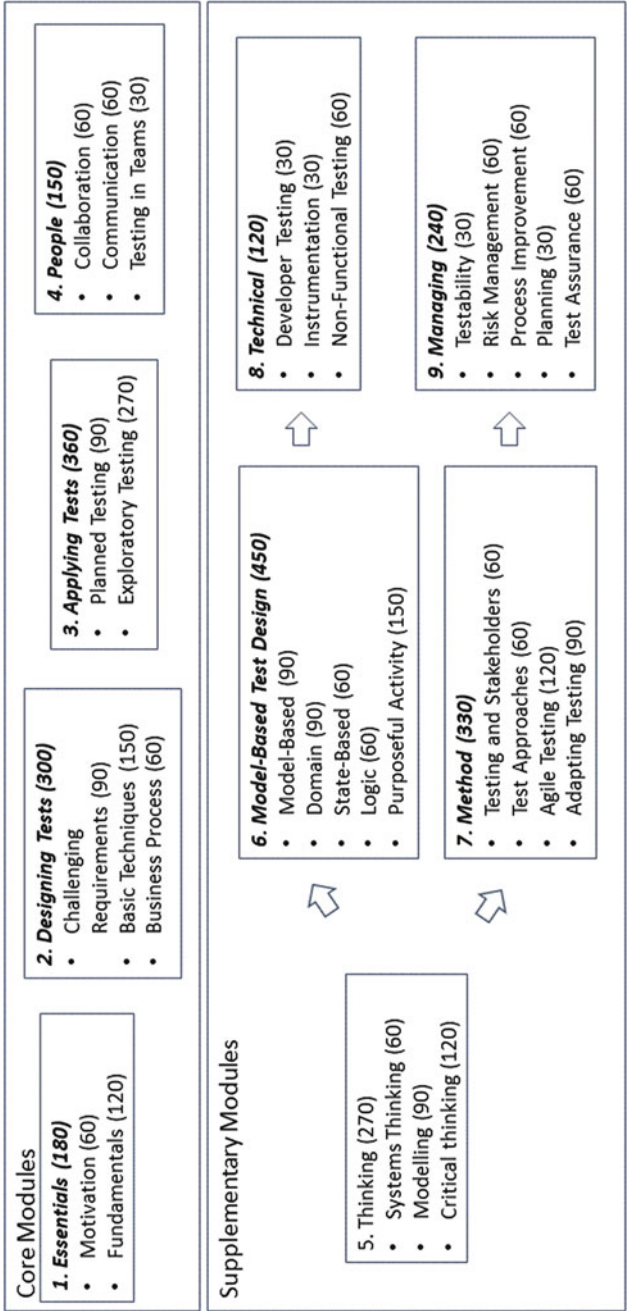 Core Modules
1. Essentials (180)
• Motivation (60)
• Fundamentals (120)
2. Designing Tests (300)
• Challenging
Requirements (90)
• Basic Techniques (150)
• Business Process (60)
3. Applying Tests (360)
• Planned Testing (90)
• Exploratory Testing (270)
4. People (150)
• Collaboration (60)
• Communication (60)
• Testing in Teams (30)
Supplementary Modules
5. Thinking (270)
• Systems Thinking (60)
• Modelling (90)
• Critical thinking (120)
6. Model-Based Test Design (450)
• Model-Based (90)
• Domain (90)
• State-Based (60)
• Logic (60)
• Purposeful Activity (150)
7. Method (330)
• Testing and Stakeholders (60)
• Test Approaches (60)
• Agile Testing (120)
• Adapting Testing (90)
8. Technical (120)
• Developer Testing (30)
• Instrumentation (30)
• Non-Functional Testing (60)
9. Managing (240)
• Testability (30)
• Risk Management (60)
• Process Improvement (60)
• Planning (30)
• Test Assurance (60)